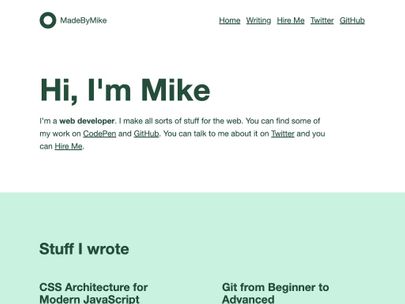 MadeByMike
Home Writing Hire Me Twitter GitHub
Hi, I'm Mike
I'm a web developer. I make all sorts of stuff for the web. You can find some of
my work on CodePen and GitHub. You can talk to me about it on Twitter and you
can Hire Me.
Stuff I wrote
CSS Architecture for
Modern JavaScript
Git from Beginner to
Advanced